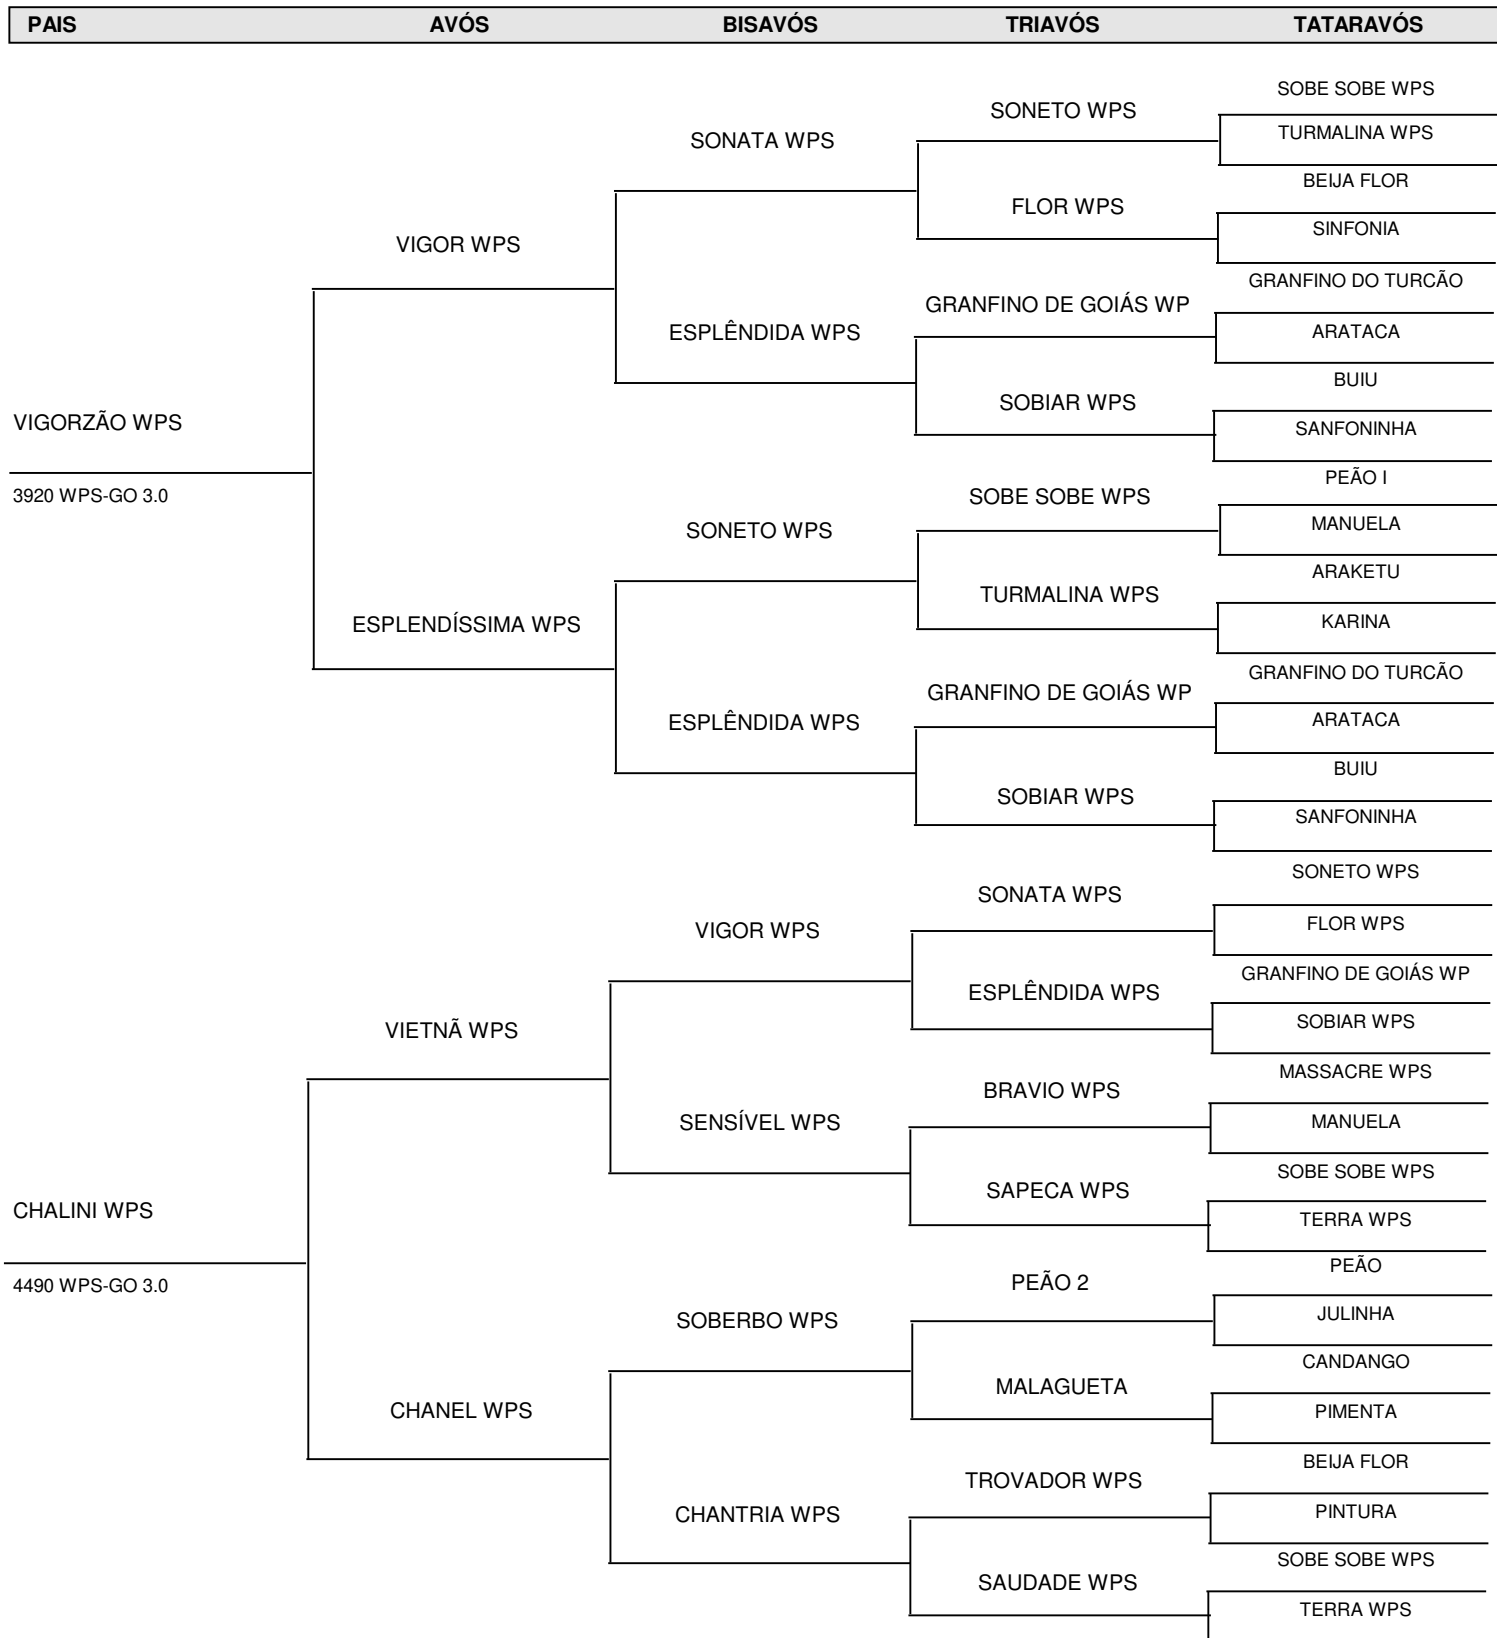 PAIS AVÓS BISAVÓS TRIAVÓS TATARAVÓS
SOBE SOBE WPS
SONETO WPS
TURMALINA WPS
SONATA WPS
BEIJA FLOR
FLOR WPS
SINFONIA
VIGOR WPS
GRANFINO DO TURCÃO
GRANFINO DE GOIÁS WP
ARATACA
ESPLÊNDIDA WPS
BUIU
SOBIAR WPS
SANFONINHA
VIGORZÃO WPS
3920 WPS-GO 3.0
PEÃO I
SOBE SOBE WPS
MANUELA
SONETO WPS
ARAKETU
TURMALINA WPS
KARINA
ESPLENDÍSSIMA WPS
GRANFINO DO TURCÃO
GRANFINO DE GOIÁS WP
ARATACA
ESPLÊNDIDA WPS
BUIU
SOBIAR WPS
SANFONINHA
SONETO WPS
SONATA WPS
FLOR WPS
VIGOR WPS
GRANFINO DE GOIÁS WP
ESPLÊNDIDA WPS
SOBIAR WPS
VIETNÃ WPS
MASSACRE WPS
BRAVIO WPS
MANUELA
SENSÍVEL WPS
SOBE SOBE WPS
SAPECA WPS
TERRA WPS
CHALINI WPS
4490 WPS-GO 3.0
PEÃO
PEÃO 2
JULINHA
SOBERBO WPS
CANDANGO
MALAGUETA
PIMENTA
CHANEL WPS
BEIJA FLOR
TROVADOR WPS
PINTURA
CHANTRIA WPS
SOBE SOBE WPS
SAUDADE WPS
TERRA WPS